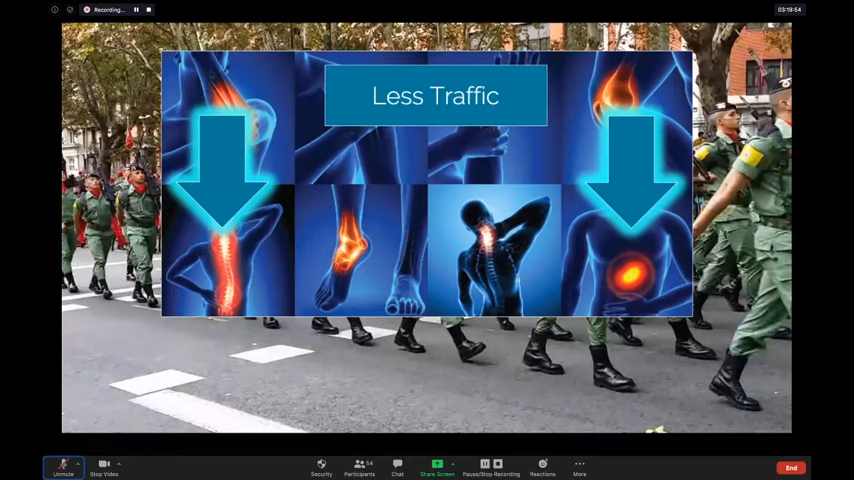 Recording...
03:19:54
Less Traffic
Unmute
Stop Video
Security
Participants
54
Chat
Share Screen
Pause/Stop Recording
Reactions
More
End